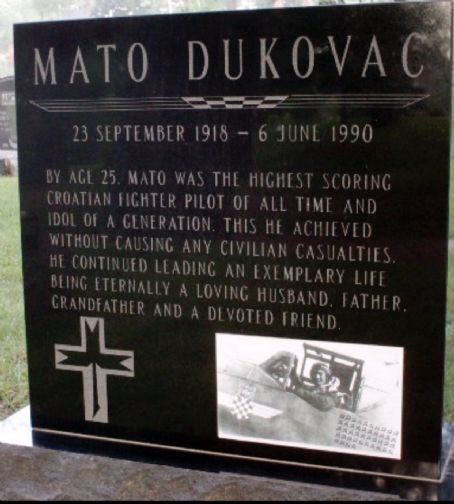 MATO DUKOVAC
23 SEPTEMBER 1918 – 6 JUNE 1990
BY AGE 25, MATO WAS THE HIGHEST SCORING
CROATIAN FIGHTER PILOT OF ALL TIME AND
IDOL OF A GENERATION. THIS HE ACHIEVED
WITHOUT CAUSING ANY CIVILIAN CASUALTIES.
HE CONTINUED LEADING AN EXEMPLARY LIFE
BEING ETERNALLY A LOVING HUSBAND, FATHER,
GRANDFATHER AND A DEVOTED FRIEND.